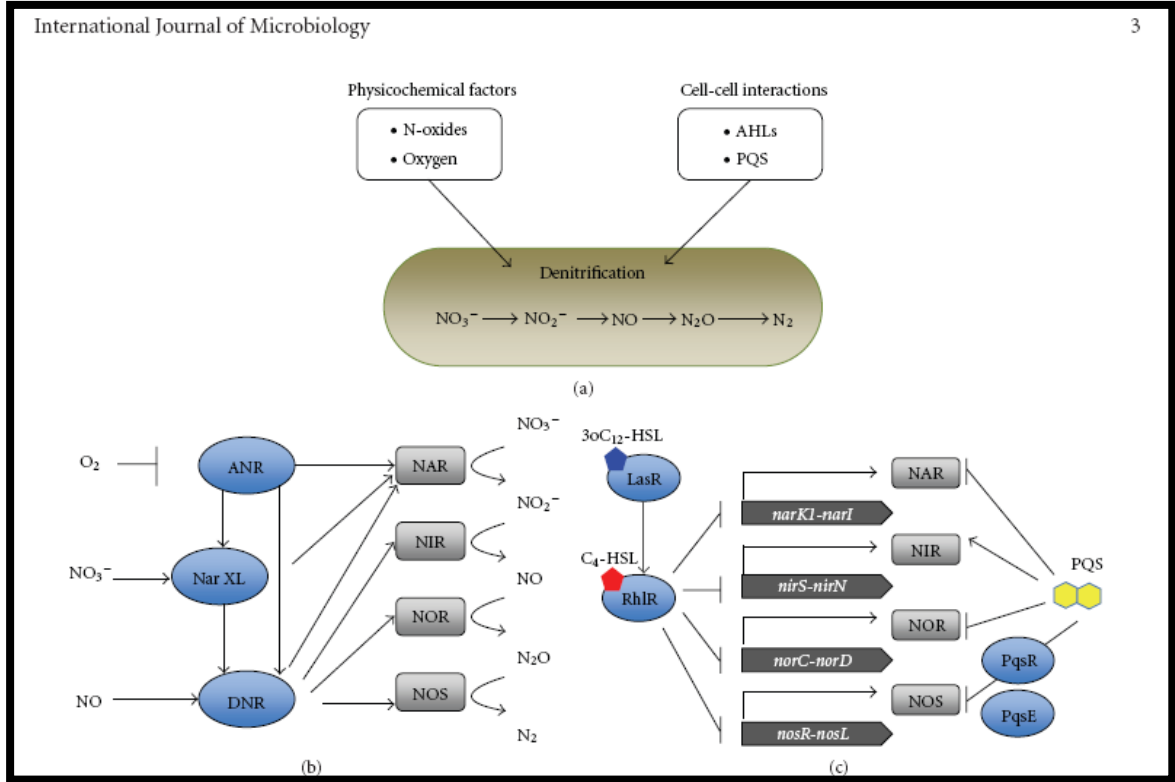 International Journal of Microbiology 3
Physicochemical factors
• N-oxides
• Oxygen
Cell-cell interactions
• AHLs
• PQS
Denitrification
NO₃⁻ NO₂⁻ NO N₂O N₂
(a)
O₂
ANR
NO₃⁻
Nar XL
NO
DNR
NAR
NIR
NOR
NOS
NO₃⁻
NO₂⁻
NO
N₂O
N₂
(b)
3oC₁₂-HSL
LasR
C₄-HSL
RhlR
NAR
narK1-narI
NIR
nirS-nirN
NOR
norC-norD
NOS
nosR-nosL
PQS
PqsR
PqsE
(c)